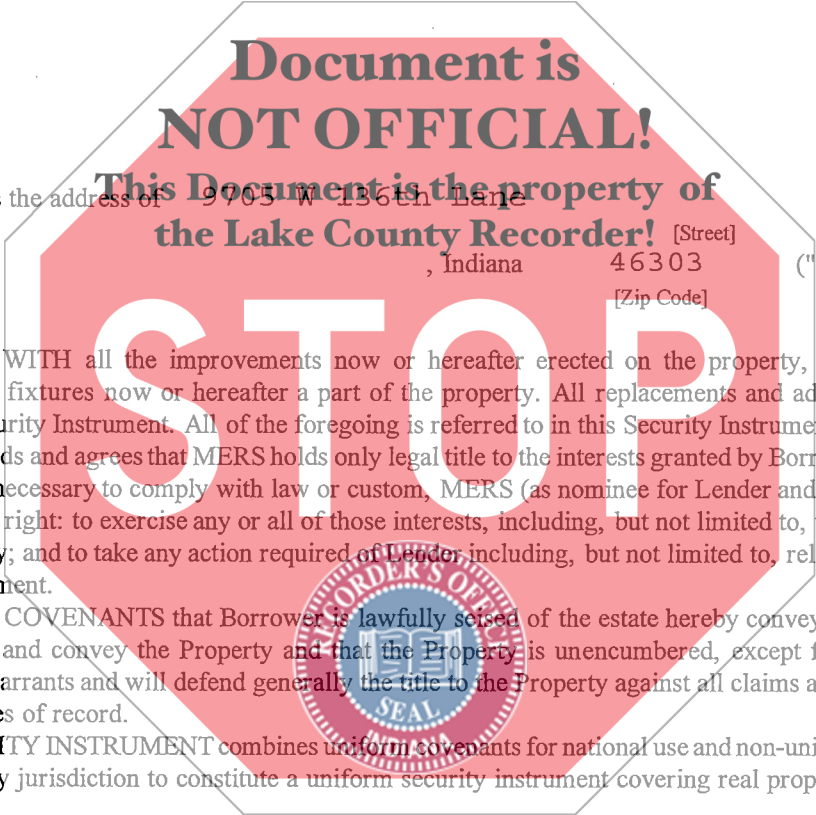 Document is
NOT OFFICIAL!
This Document is the property of
the address of 9705 W 136th Lane
the Lake County Recorder! [Street]
, Indiana 46303 ("
[Zip Code]
STOP
WITH all the improvements now or hereafter erected on the property,
fixtures now or hereafter a part of the property. All replacements and ad
urity Instrument. All of the foregoing is referred to in this Security Instrume
ds and agrees that MERS holds only legal title to the interests granted by Borr
necessary to comply with law or custom, MERS (as nominee for Lender and
right: to exercise any or all of those interests, including, but not limited to,
; and to take any action required of Lender including, but not limited to, rel
ment.
COVENANTS that Borrower is lawfully seised of the estate hereby convey
and convey the Property and that the Property is unencumbered, except f
arrants and will defend generally the title to the Property against all claims a
s of record.
ITY INSTRUMENT combines uniform covenants for national use and non-uni
y jurisdiction to constitute a uniform security instrument covering real prop
RECORDER'S OFFICE
SEAL
INDIANA